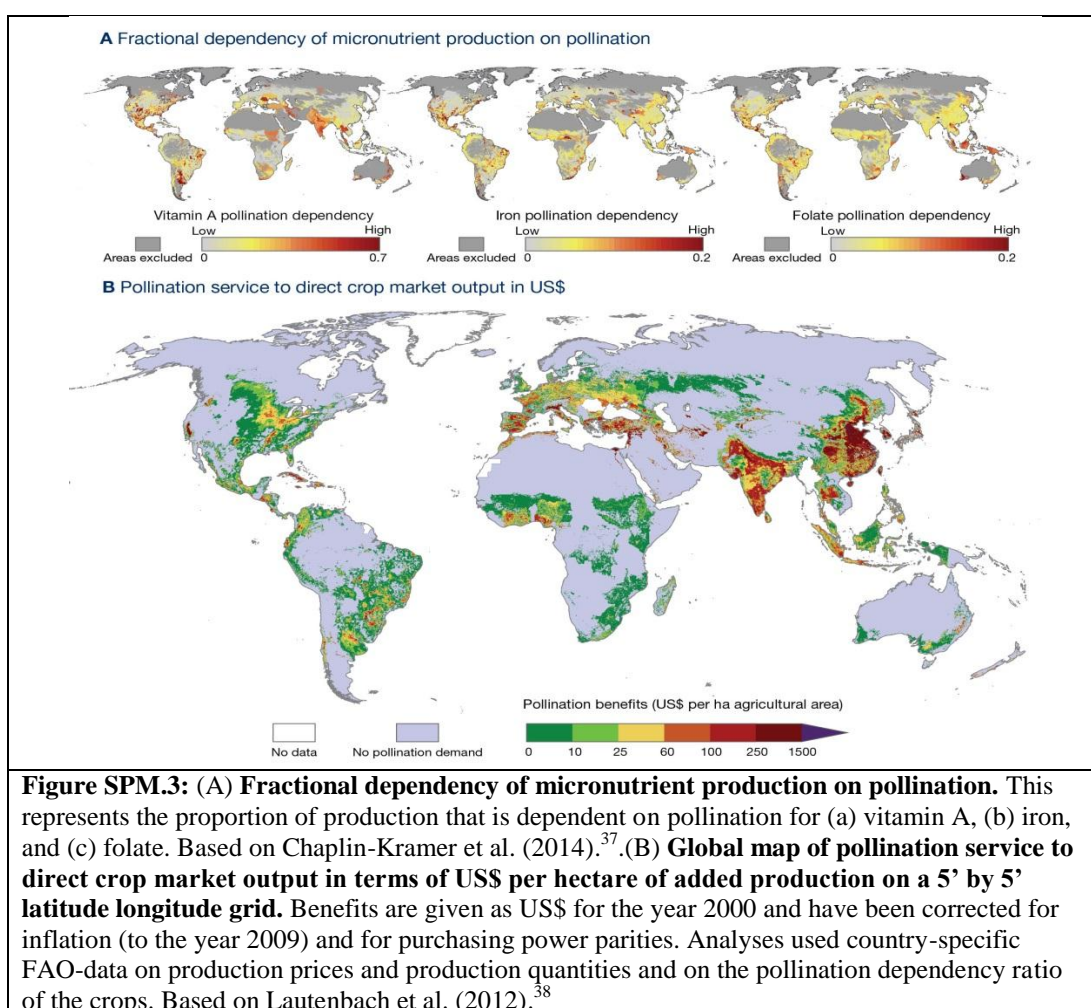 A Fractional dependency of micronutrient production on pollination
Vitamin A pollination dependency
Low High
Areas excluded 0 0.7
Iron pollination dependency
Low High
0 0.2
Folate pollination dependency
Low High
Areas excluded 0 0.2
B Pollination service to direct crop market output in US$
Pollination benefits (US$ per ha agricultural area)
No data No pollination demand 0 10 25 60 100 250 1500
Figure SPM.3: (A) Fractional dependency of micronutrient production on pollination. This
represents the proportion of production that is dependent on pollination for (a) vitamin A, (b) iron,
and (c) folate. Based on Chaplin-Kramer et al. (2014).37.(B) Global map of pollination service to
direct crop market output in terms of US$ per hectare of added production on a 5’ by 5’
latitude longitude grid. Benefits are given as US$ for the year 2000 and have been corrected for
inflation (to the year 2009) and for purchasing power parities. Analyses used country-specific
FAO-data on production prices and production quantities and on the pollination dependency ratio
of the crops. Based on Lautenbach et al. (2012).38